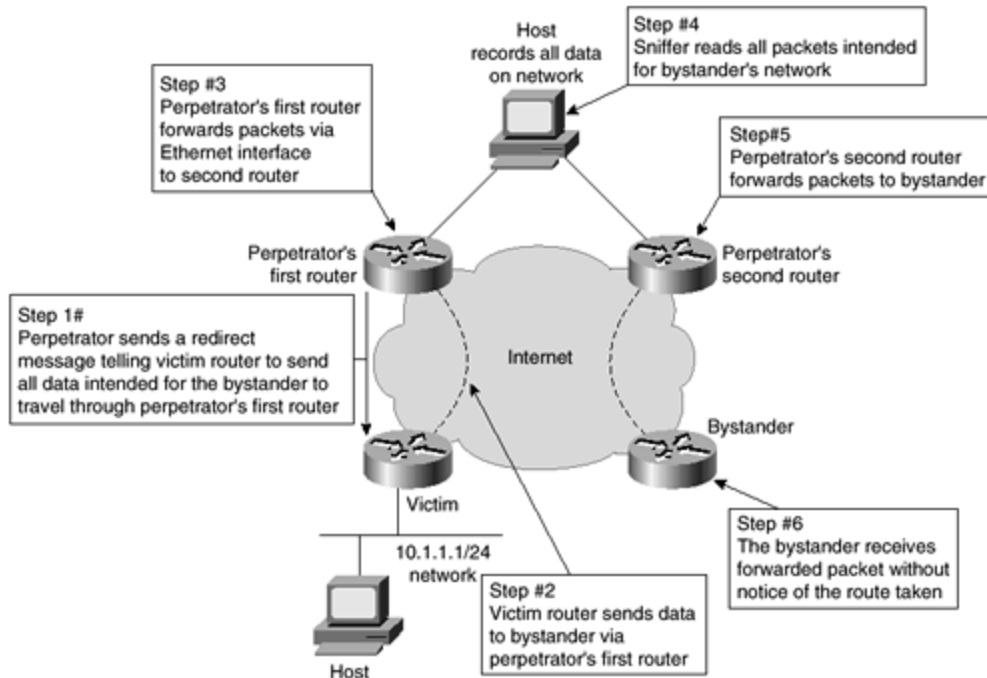 Host
records all data
on network
Step #4
Sniffer reads all packets intended
for bystander's network
Step #3
Perpetrator's first router
forwards packets via
Ethernet interface
to second router
Step#5
Perpetrator's second router
forwards packets to bystander
Perpetrator's
first router
Perpetrator's
second router
Step 1#
Perpetrator sends a redirect
message telling victim router to send
all data intended for the bystander to
travel through perpetrator's first router
Internet
Bystander
Victim
10.1.1.1/24
network
Step #6
The bystander receives
forwarded packet without
notice of the route taken
Step #2
Victim router sends data
to bystander via
perpetrator's first router
Host